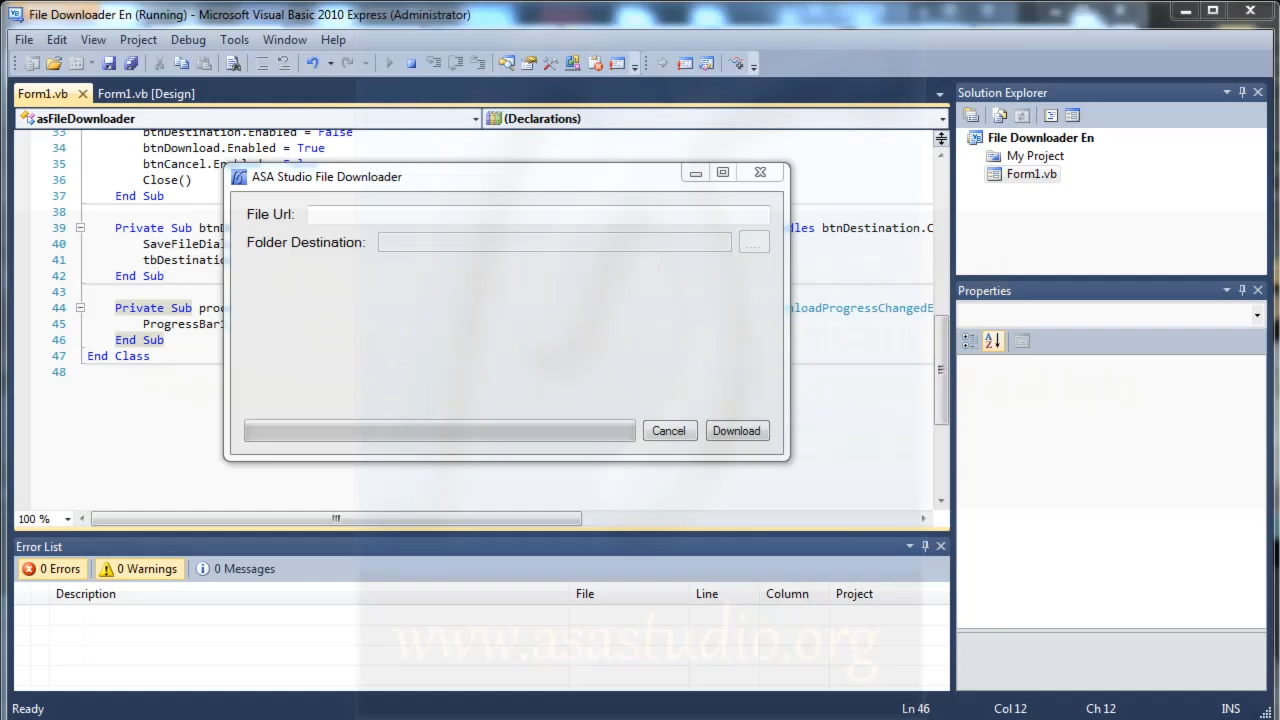 File Downloader En (Running) - Microsoft Visual Basic 2010 Express (Administrator)
File Edit View Project Debug Tools Window Help
Form1.vb Form1.vb [Design]
asFileDownloader (Declarations)
33 btnDestination.Enabled = False
34 btnDownload.Enabled = True
35 btnCancel.Enabled = False
36 Close()
37 End Sub
38
39 Private Sub btnD dles btnDestination.C
40 SaveFileDial
41 tbDestinatio
42 End Sub
43
44 Private Sub prog loadProgressChangedE
45 ProgressBar1
46 End Sub
47 End Class
48
100 %
ASA Studio File Downloader
File Url:
Folder Destination: ....
Cancel Download
Solution Explorer
File Downloader En
My Project
Form1.vb
Properties
Error List
0 Errors 0 Warnings 0 Messages
Description File Line Column Project
www.asastudio.org
Ready Ln 46 Col 12 Ch 12 INS